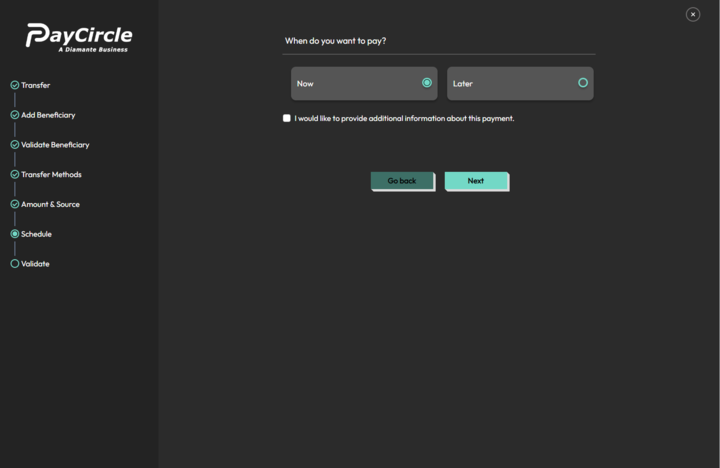 PayCircle
A Diamante Business
Transfer
Add Beneficiary
Validate Beneficiary
Transfer Methods
Amount & Source
Schedule
Validate
When do you want to pay?
Now
Later
I would like to provide additional information about this payment.
Go back
Next